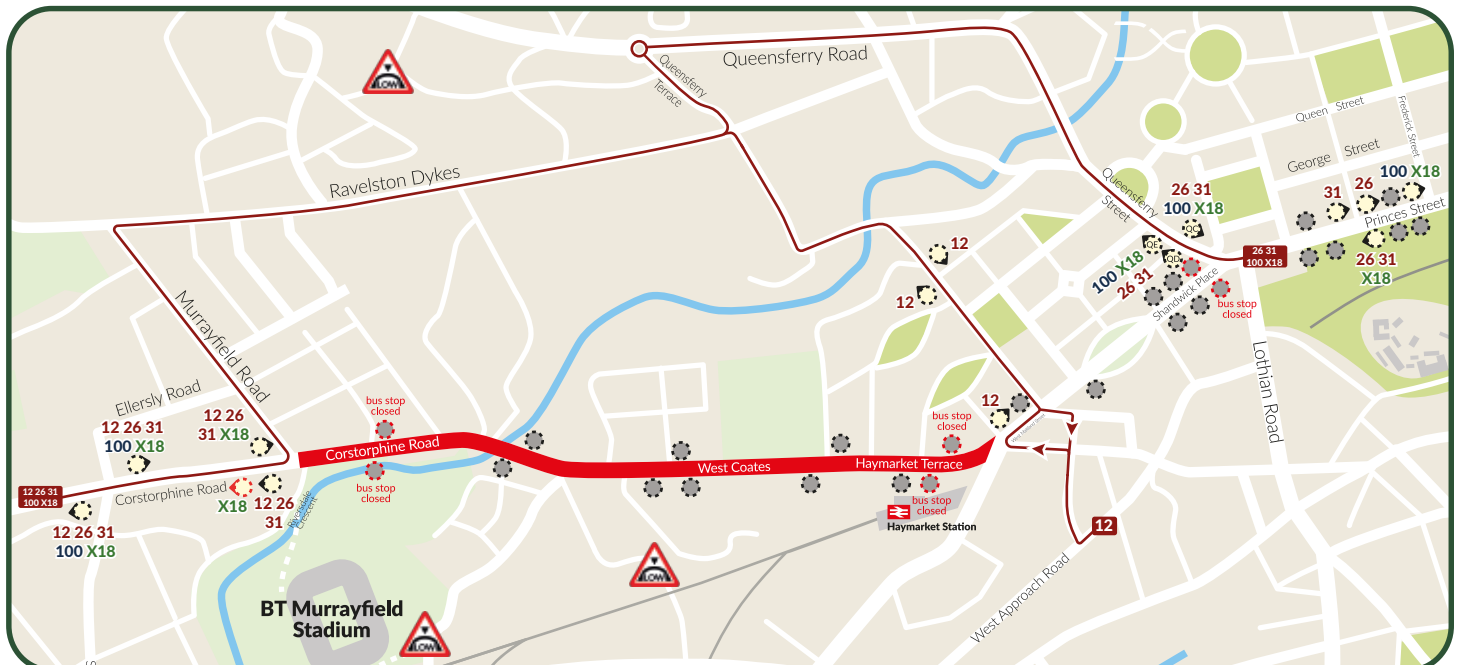 LOW
Queensferry Road
Queensferry
Terrace
Queen Street
Frederick Street
George Street
100 X18
26
31
Princes Street
26 31
X18
Ravelston Dykes
Queensferry
Street
26 31
100 X18
QC
QE
QD
100 X18
26 31
26 31
100 X18
Shandwick Place
bus stop
closed
12
12
Lothian Road
Murrayfield Road
Ellersly Road
12 26 31
100 X18
12 26
31 X18
bus stop
closed
Corstorphine Road
West Coates
Haymarket Terrace
bus stop
closed
12
12 26 31
100 X18
Corstorphine Road
X18
12 26
31
12 26 31
100 X18
bus stop
closed
Riversdale
Crescent
bus stop
closed
Haymarket Station
12
West Approach Road
LOW
BT Murrayfield
Stadium
LOW